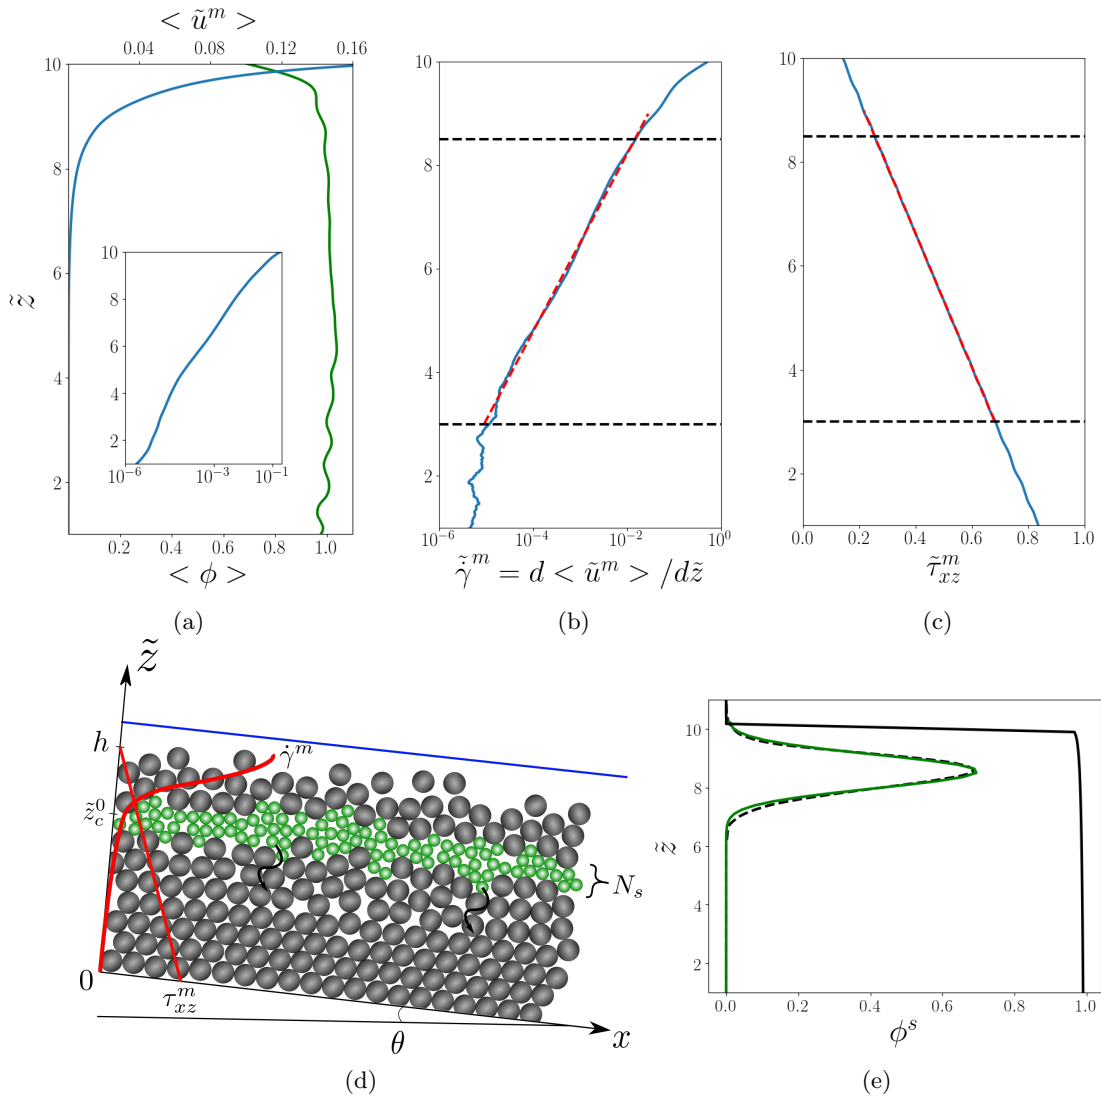 < ũ^m >
0.04 0.08 0.12 0.16
10
8
6
4
2
z̃
10
8
6
4
2
10^−6 10^−3 10^−1
0.2 0.4 0.6 0.8 1.0
< ϕ >
(a)
10
8
6
4
2
10^−6 10^−4 10^−2 10^0
γ̇̃^m = d < ũ^m > /dz̃
(b)
10
8
6
4
2
0.0 0.2 0.4 0.6 0.8 1.0
τ̃^m_xz
(c)
z̃
h
γ̇^m
z̃^0_c
N_s
0
τ^m_xz
θ
x
(d)
10
8
6
4
2
z̃
0.0 0.2 0.4 0.6 0.8 1.0
ϕ^s
(e)